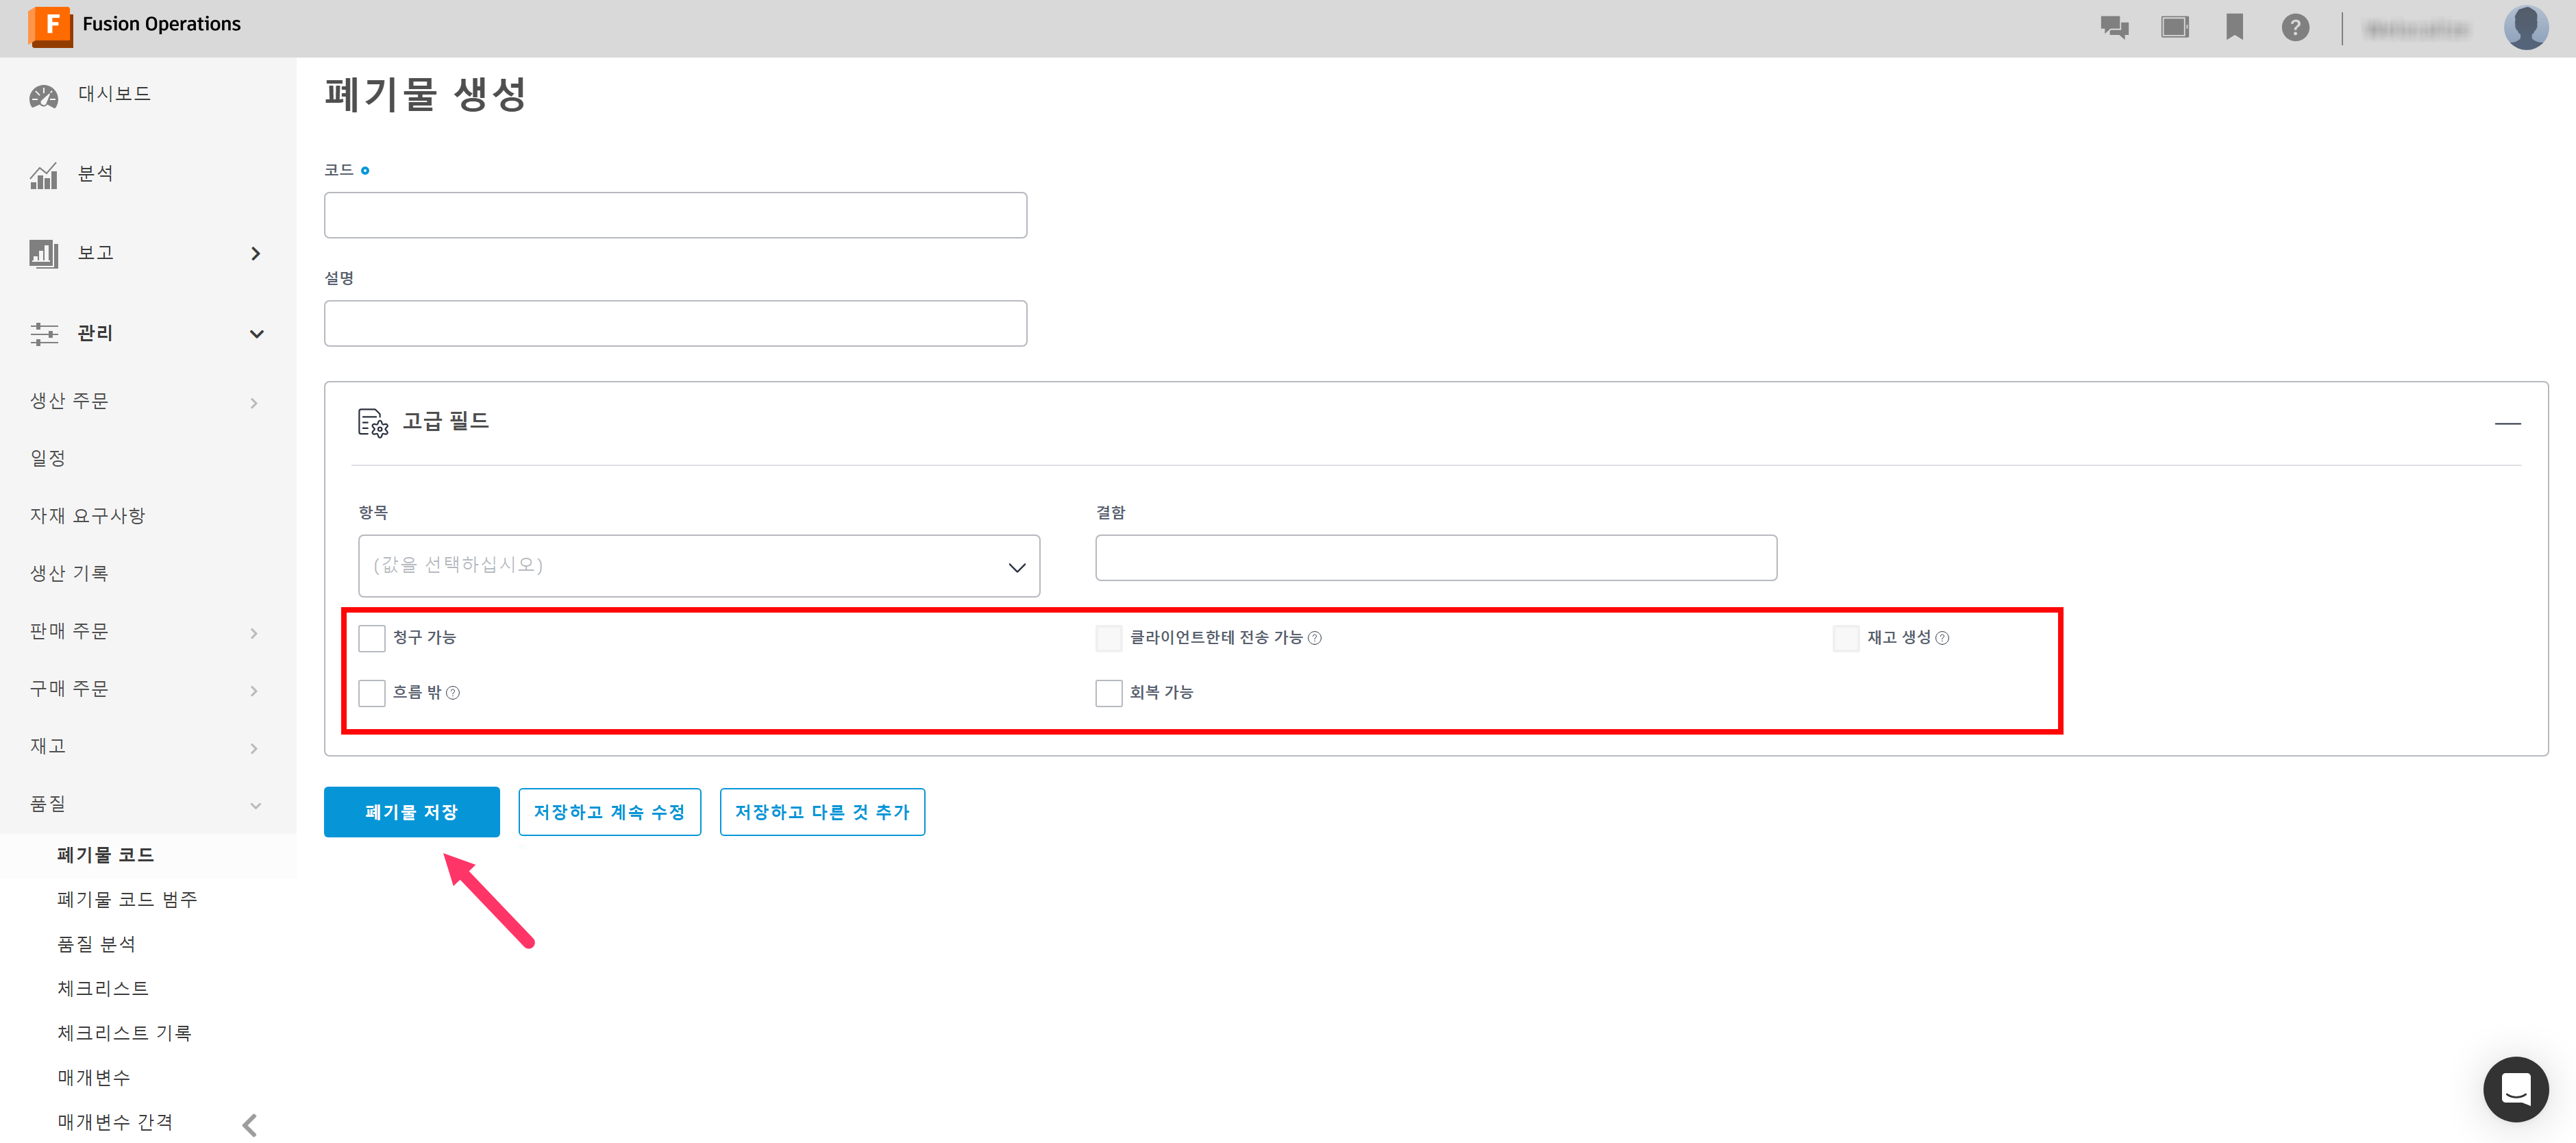 F Fusion Operations
?
대시보드
분석
보고
관리
생산 주문
일정
자재 요구사항
생산 기록
판매 주문
구매 주문
재고
품질
폐기물 코드
폐기물 코드 범주
품질 분석
체크리스트
체크리스트 기록
매개변수
매개변수 간격
폐기물 생성
코드
설명
고급 필드
항목
(값을 선택하십시오)
결함
청구 가능
클라이언트한테 전송 가능 ?
재고 생성 ?
흐름 밖 ?
회복 가능
폐기물 저장
저장하고 계속 수정
저장하고 다른 것 추가